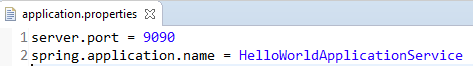 application.properties
1 server.port = 9090
2 spring.application.name = HelloWorldApplicationService